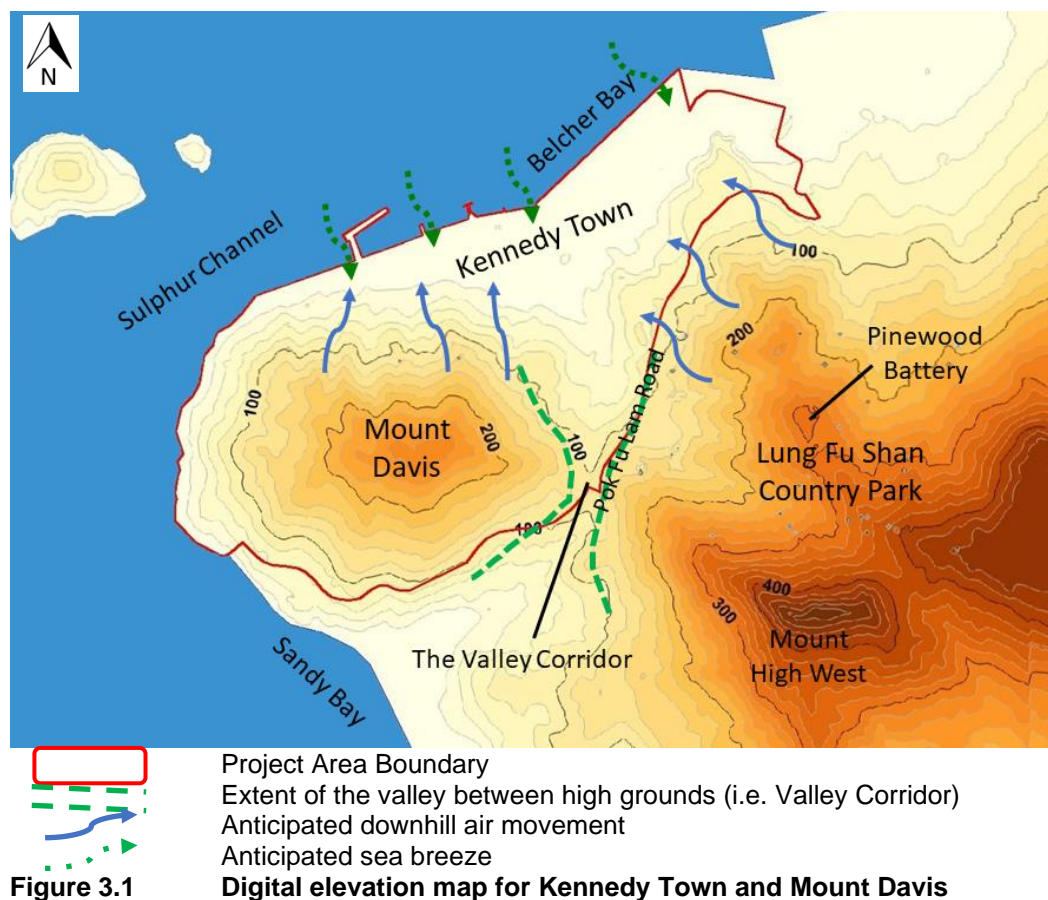 N
Belcher Bay
Sulphur Channel
Kennedy Town
100
200
Pinewood
Battery
100
Mount
Davis
200
100
Pok Fu Lam Road
Lung Fu Shan
Country Park
100
400
300
Mount
High West
The Valley Corridor
Sandy Bay
Project Area Boundary
Extent of the valley between high grounds (i.e. Valley Corridor)
Anticipated downhill air movement
Anticipated sea breeze
Figure 3.1 Digital elevation map for Kennedy Town and Mount Davis